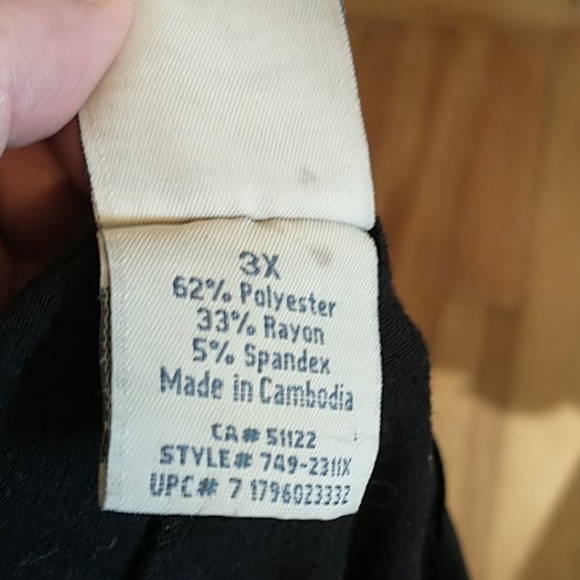 3X
62% Polyester
33% Rayon
5% Spandex
Made in Cambodia
CA# 51122
STYLE# 749-2311X
UPC# 7 1796023332